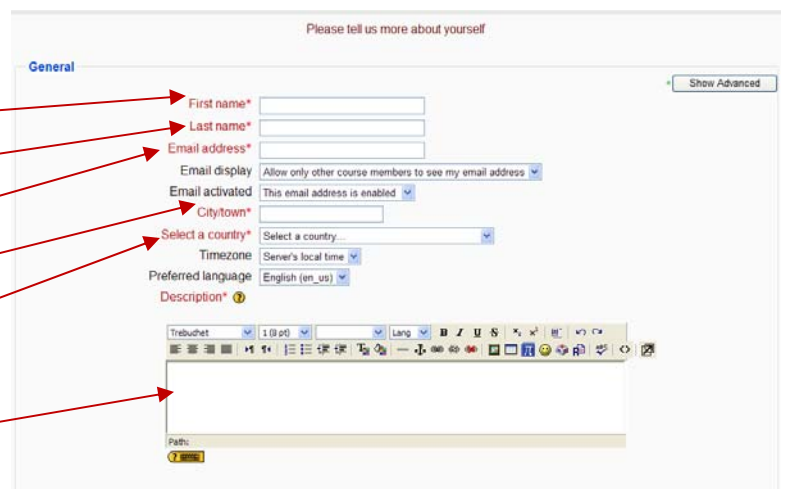 Please tell us more about yourself
General
* Show Advanced
First name*
Last name*
Email address*
Email display Allow only other course members to see my email address
Email activated This email address is enabled
City/town*
Select a country* Select a country...
Timezone Server's local time
Preferred language English (en_us)
Description* ?
Trebuchet 1 (8 pt) Lang B I U S
Path:
?